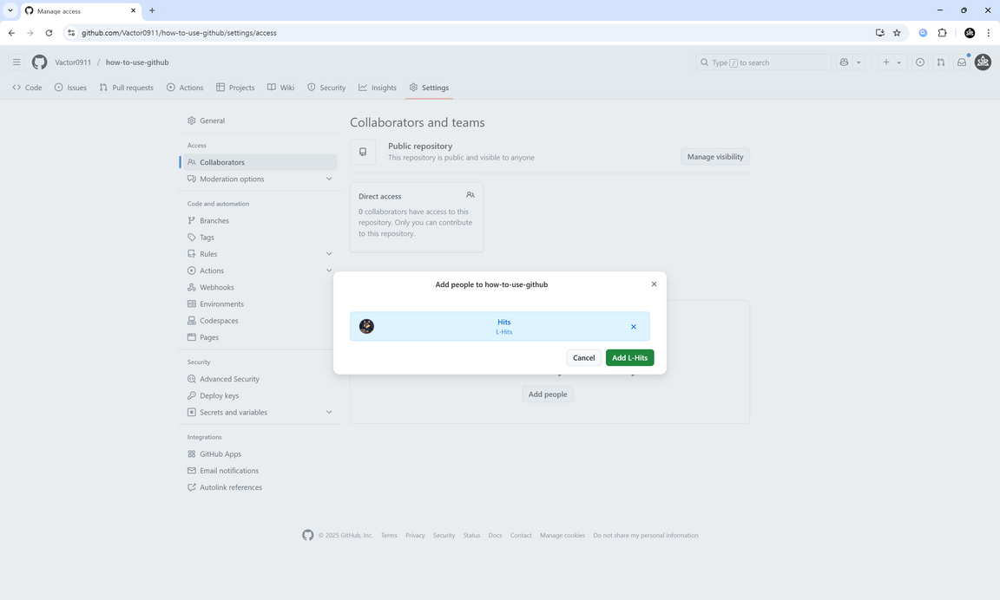 Manage access
github.com/Vactor0911/how-to-use-github/settings/access
Vactor0911 / how-to-use-github
Type / to search
Code
Issues
Pull requests
Actions
Projects
Wiki
Security
Insights
Settings
General
Access
Collaborators
Moderation options
Code and automation
Branches
Tags
Rules
Actions
Webhooks
Environments
Codespaces
Pages
Security
Advanced Security
Deploy keys
Secrets and variables
Integrations
GitHub Apps
Email notifications
Autolink references
Collaborators and teams
Public repository
This repository is public and visible to anyone
Manage visibility
Direct access
0 collaborators have access to this
repository. Only you can contribute
to this repository.
Add people to how-to-use-github
Hits
L-Hits
Cancel
Add L-Hits
Add people
© 2025 GitHub, Inc.
Terms
Privacy
Security
Status
Docs
Contact
Manage cookies
Do not share my personal information